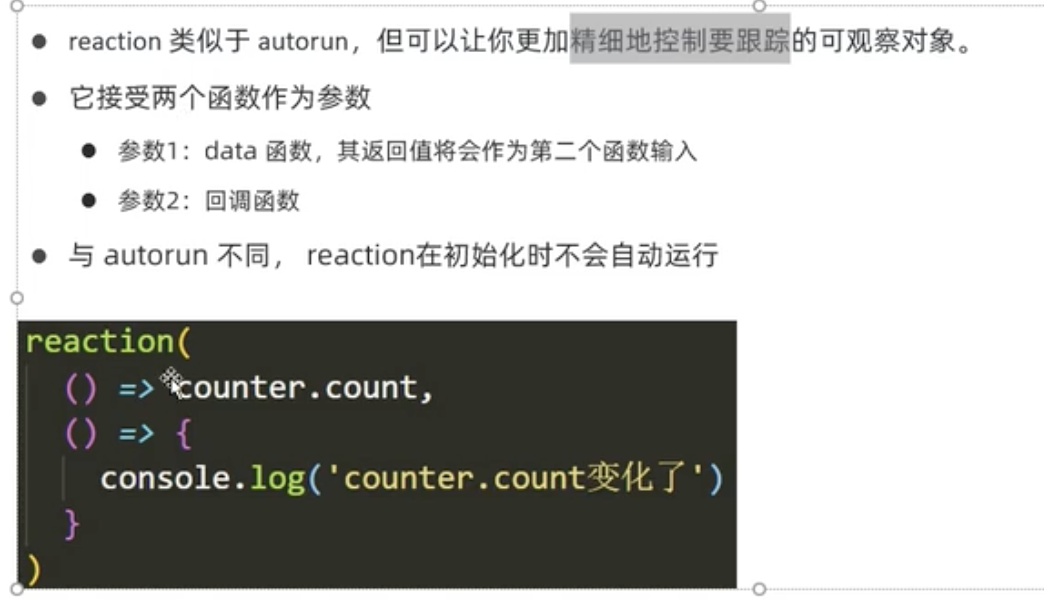 reaction 类似于 autorun，但可以让你更加精细地控制要跟踪的可观察对象。
它接受两个函数作为参数
参数1：data 函数，其返回值将会作为第二个函数输入
参数2：回调函数
与 autorun 不同， reaction在初始化时不会自动运行
reaction(
() => counter.count,
() => {
console.log('counter.count变化了')
}
)